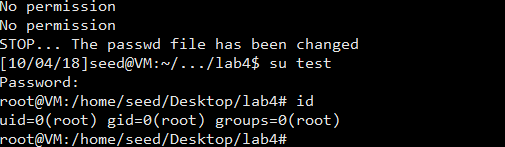 No permission
No permission
STOP... The passwd file has been changed
[10/04/18]seed@VM:~/.../lab4$ su test
Password:
root@VM:/home/seed/Desktop/lab4# id
uid=0(root) gid=0(root) groups=0(root)
root@VM:/home/seed/Desktop/lab4#